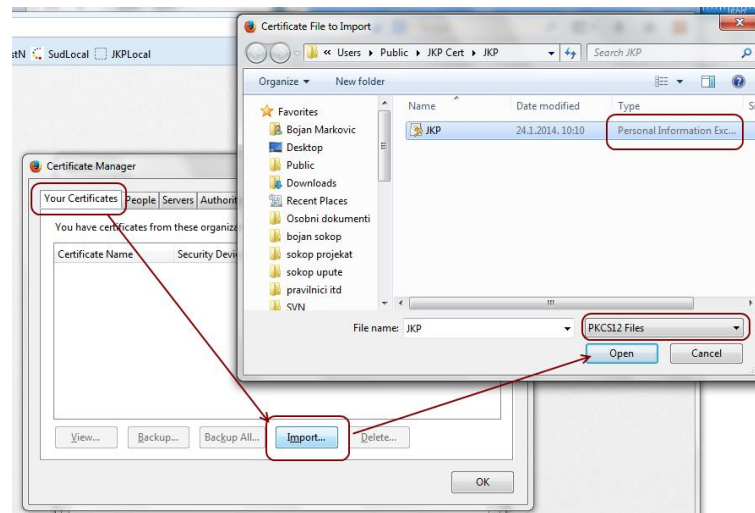 Certificate File to Import
« Users ▸ Public ▸ JKP Cert ▸ JKP
Search JKP
stN SudLocal JKPLocal
Organize New folder
Name Date modified Type
Favorites
Bojan Markovic
Desktop
Public
Downloads
Recent Places
Osobni dokumenti
bojan sokop
sokop projekat
sokop upute
pravilnici itd
SVN
JKP 24.1.2014. 10:10 Personal Information Exc...
File name: JKP
PKCS12 Files
Open Cancel
Certificate Manager
Your Certificates People Servers Authorit
You have certificates from these organiza
Certificate Name Security Devi
View... Backup... Backup All... Import... Delete...
OK